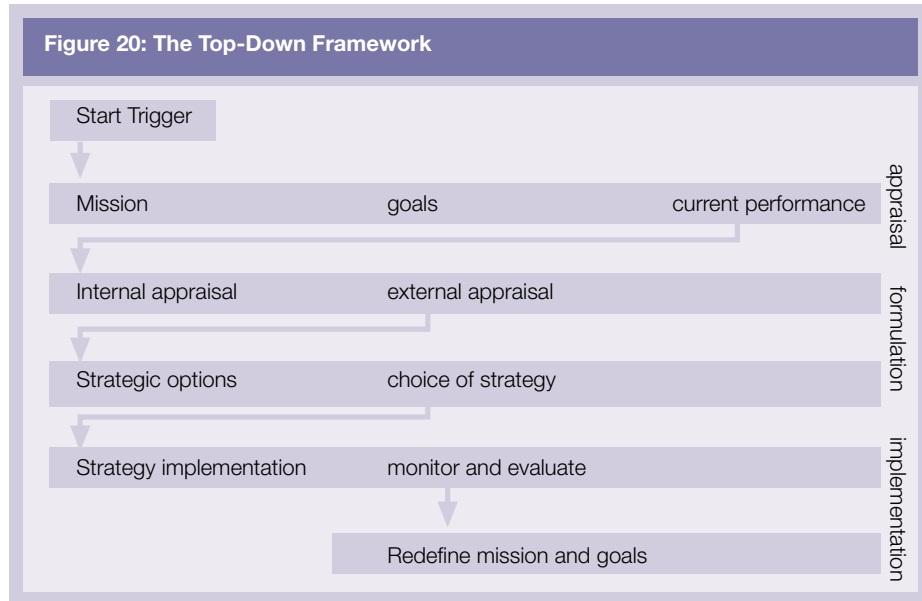 Figure 20: The Top-Down Framework
Start Trigger
Mission goals current performance
appraisal
Internal appraisal external appraisal
formulation
Strategic options choice of strategy
Strategy implementation monitor and evaluate
implementation
Redefine mission and goals